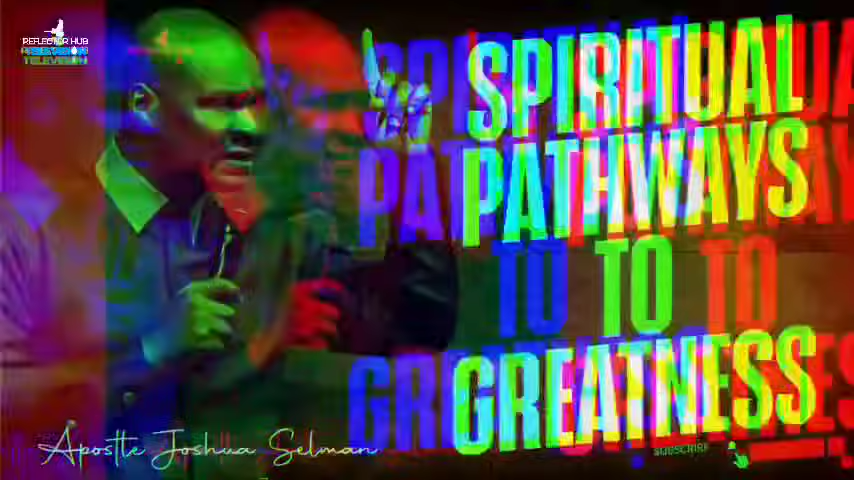 REFLECTOR HUB
TELEVISION
SPIRITUAL
PATHWAYS
TO
GREATNESS
Apostle Joshua Selman
SUBSCRIBE